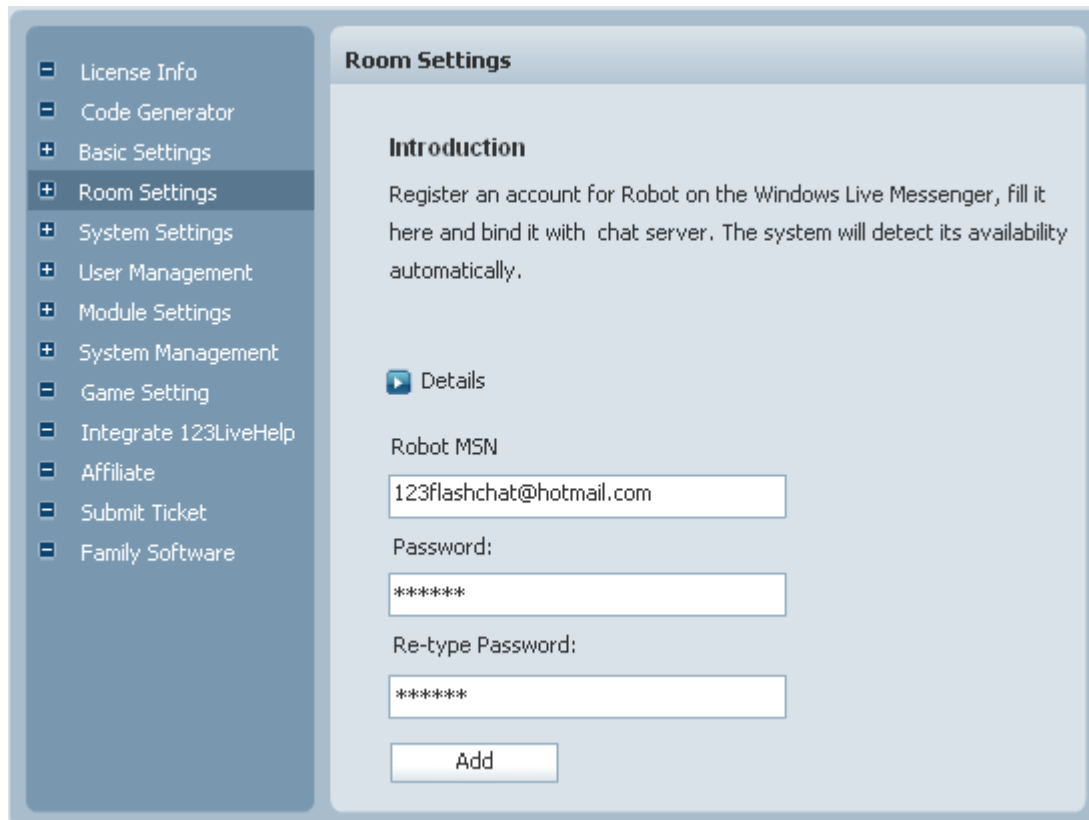 License Info
Code Generator
Basic Settings
Room Settings
System Settings
User Management
Module Settings
System Management
Game Setting
Integrate 123LiveHelp
Affiliate
Submit Ticket
Family Software
Room Settings
Introduction
Register an account for Robot on the Windows Live Messenger, fill it
here and bind it with chat server. The system will detect its availability
automatically.
Details
Robot MSN
123flashchat@hotmail.com
Password:
******
Re-type Password:
******
Add